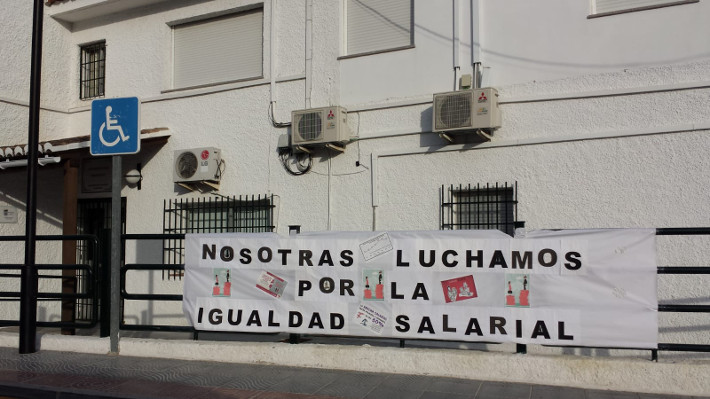 NOSOTRAS LUCHAMOS
POR LA
IGUALDAD SALARIAL